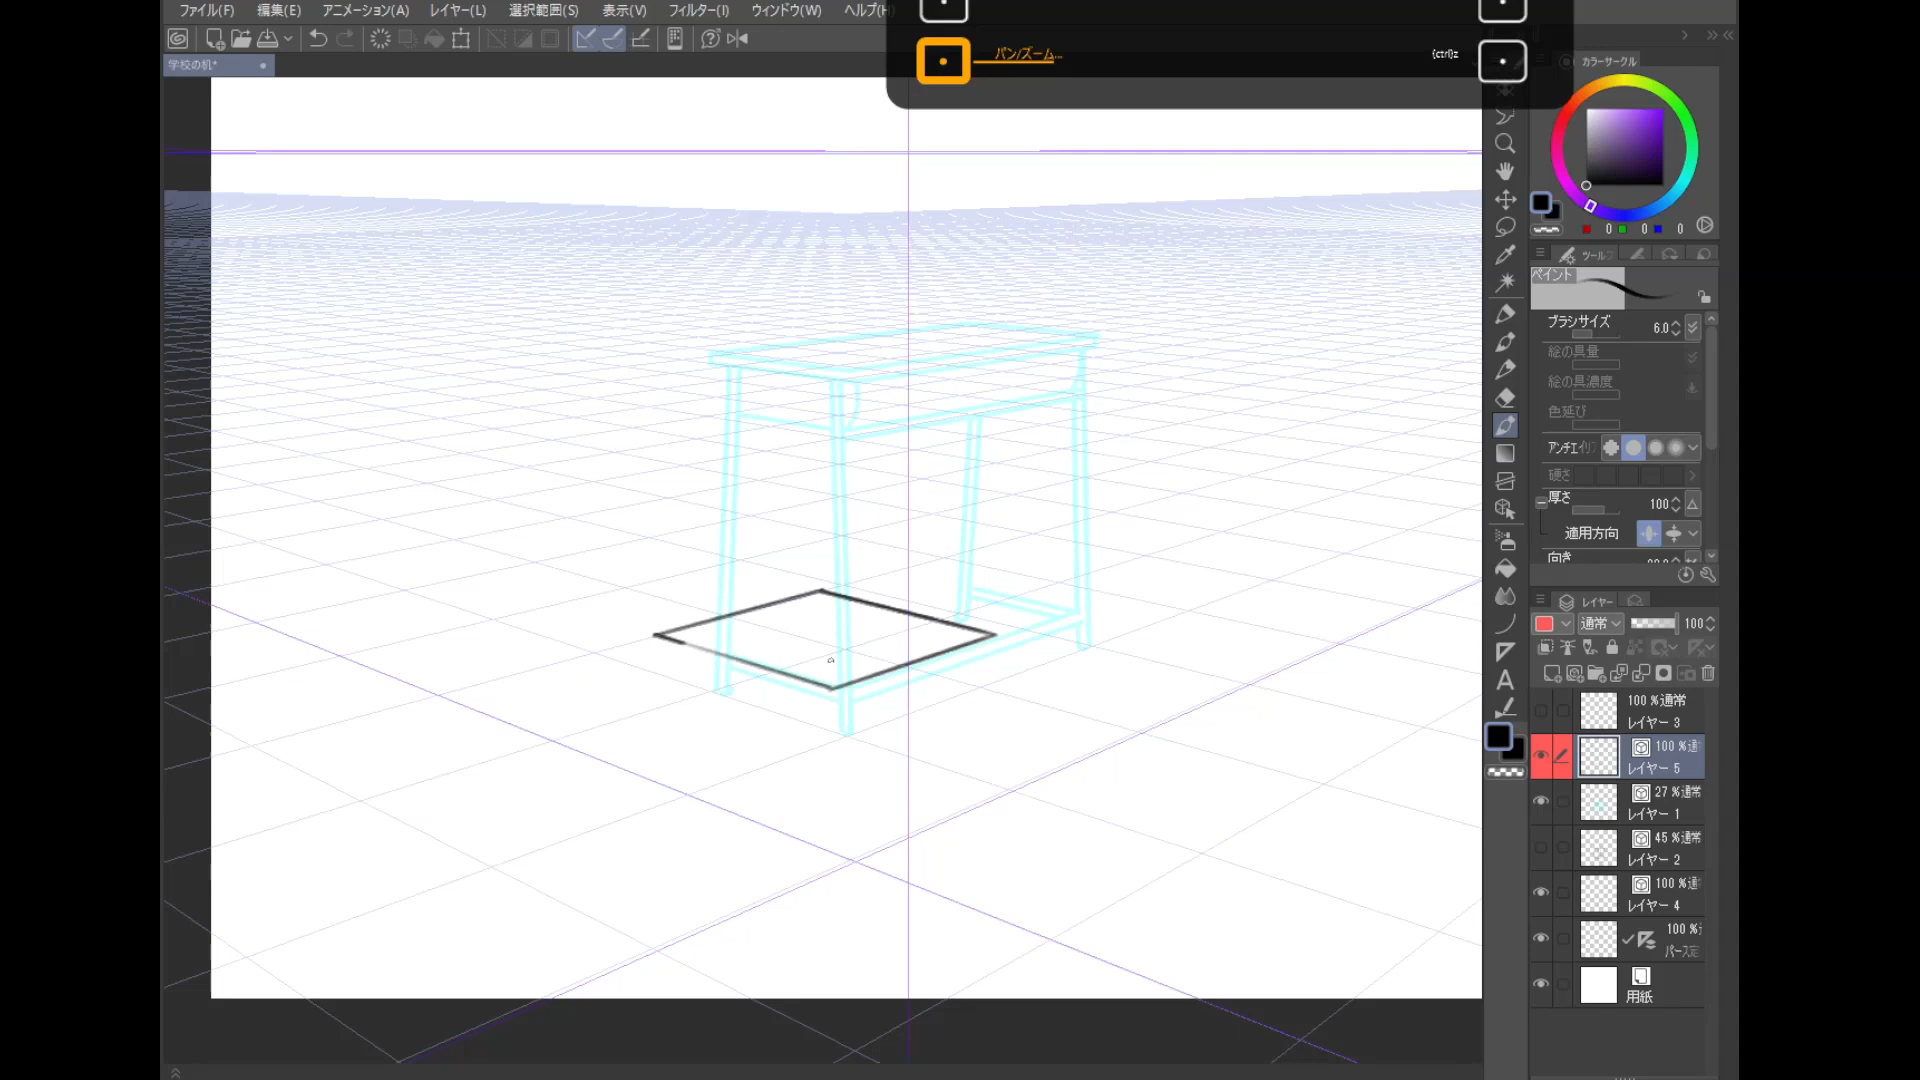 ファイル(F) 編集(E) アニメーション(A) レイヤー(L) 選択範囲(S) 表示(V) フィルター(I) ウィンドウ(W) ヘルプ(H
パン/ズーム...
{ctrl}z
学校の机*
カラーサークル
0 0 0
ツール
ペイント
ブラシサイズ 6.0
絵の具量
絵の具濃度
色延び
アンチエイリ
硬さ
厚さ 100
適用方向
向き
レイヤー
通常 100
100 %通常
レイヤー 3
100 %通
レイヤー 5
27 %通常
レイヤー 1
45 %通常
レイヤー 2
100 %通
レイヤー 4
100 %
パース定
用紙